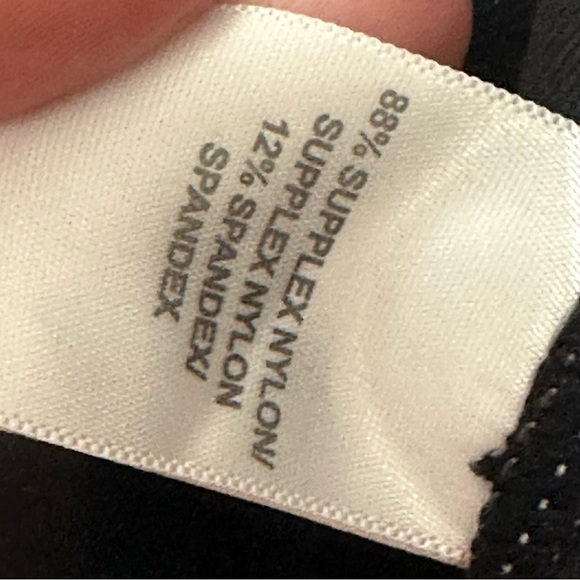 88% SUPPLEX NYLON/
SUPPLEX NYLON
12% SPANDEX/
SPANDEX